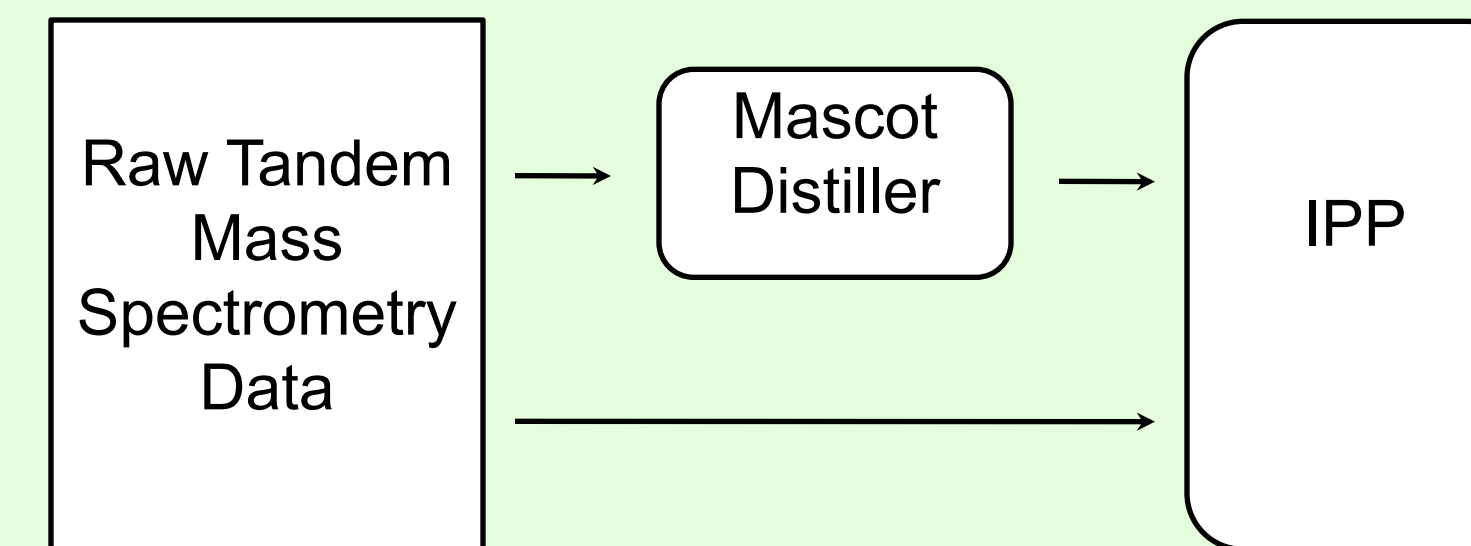 Raw Tandem
Mass
Spectrometry
Data
Mascot
Distiller
IPP